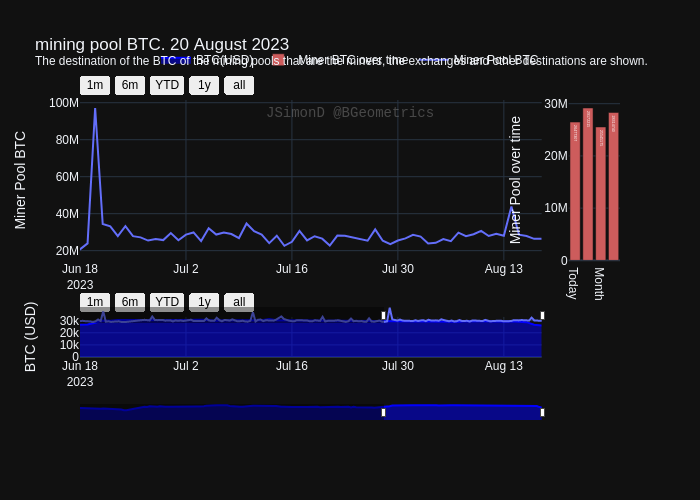 mining pool BTC. 20 August 2023
The destination of the BTC of the mining pools that are the miners, the exchanges and other destinations are shown.
BTC(USD) Miner BTC over time Miner Pool BTC
1m 6m YTD 1y all
JSimonD @BGeometrics
Miner Pool BTC
100M
80M
60M
40M
20M
Jun 18
2023
Jul 2
Jul 16
Jul 30
Aug 13
Miner Pool over time
30M
20M
10M
0
Today
Month
1m 6m YTD 1y all
BTC (USD)
30k
20k
10k
0
Jun 18
2023
Jul 2
Jul 16
Jul 30
Aug 13